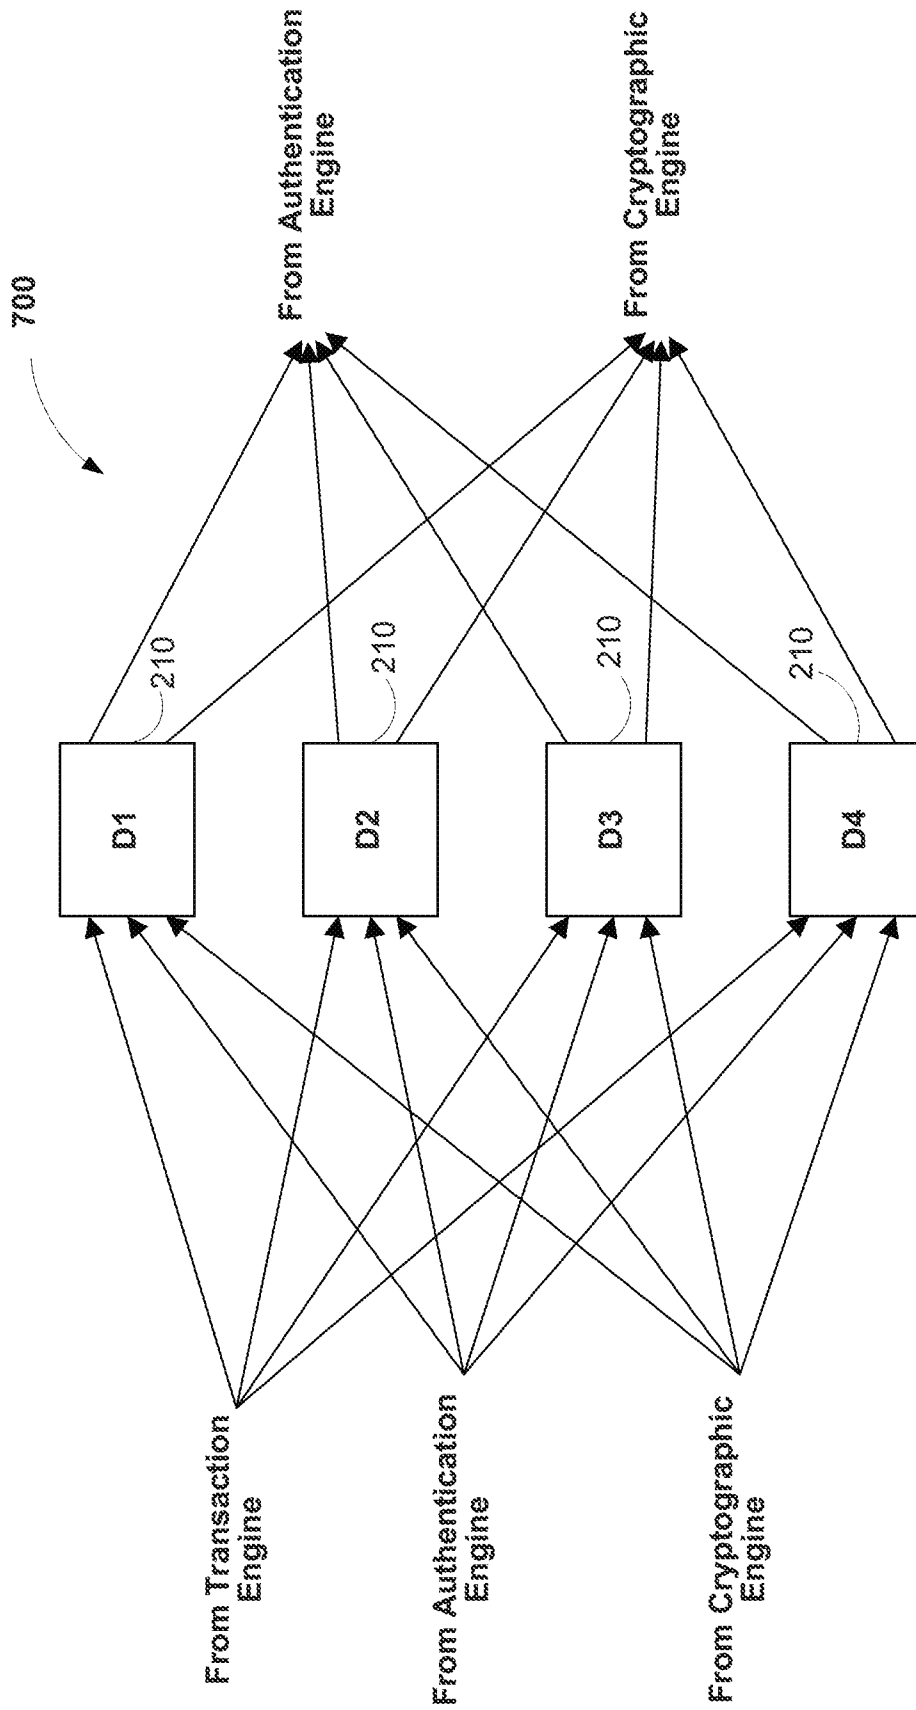 700
From Transaction
Engine
From Authentication
Engine
From Cryptographic
Engine
D1
210
D2
210
D3
210
D4
210
From Authentication
Engine
From Cryptographic
Engine